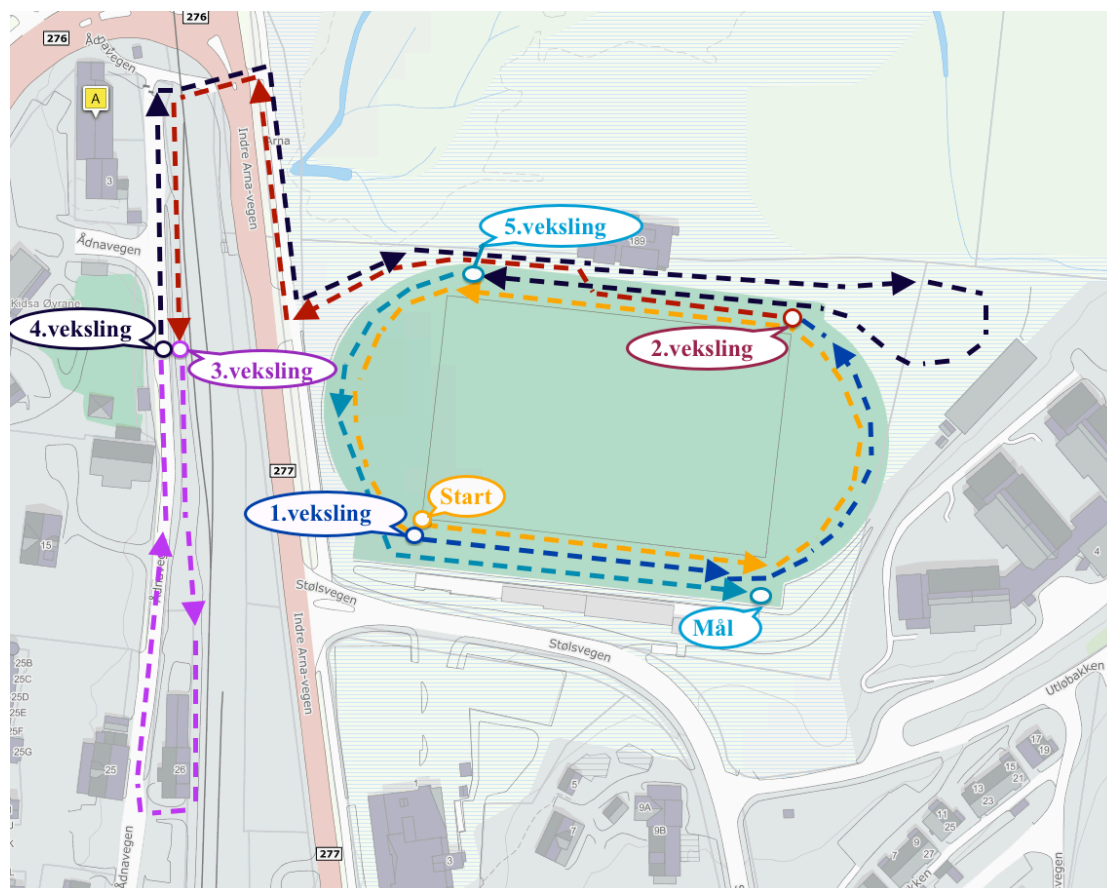 276
276
Ådnavegen
A
3
Indre Arna-vegen
Arna
Ådnavegen
5.veksling
189
Kidsa Øyrane
4.veksling
3.veksling
2.veksling
277
Start
1.veksling
15
Ådnavegen
Stølsvegen
Mål
4
Indre Arna-vegen
Stølsvegen
25B
25C
25D
25E
25F
25G
25
26
Utløbakken
17
19
15
21
13
23
11
25
9
27
7
5
7
9A
9B
3
277
Ådnavegen